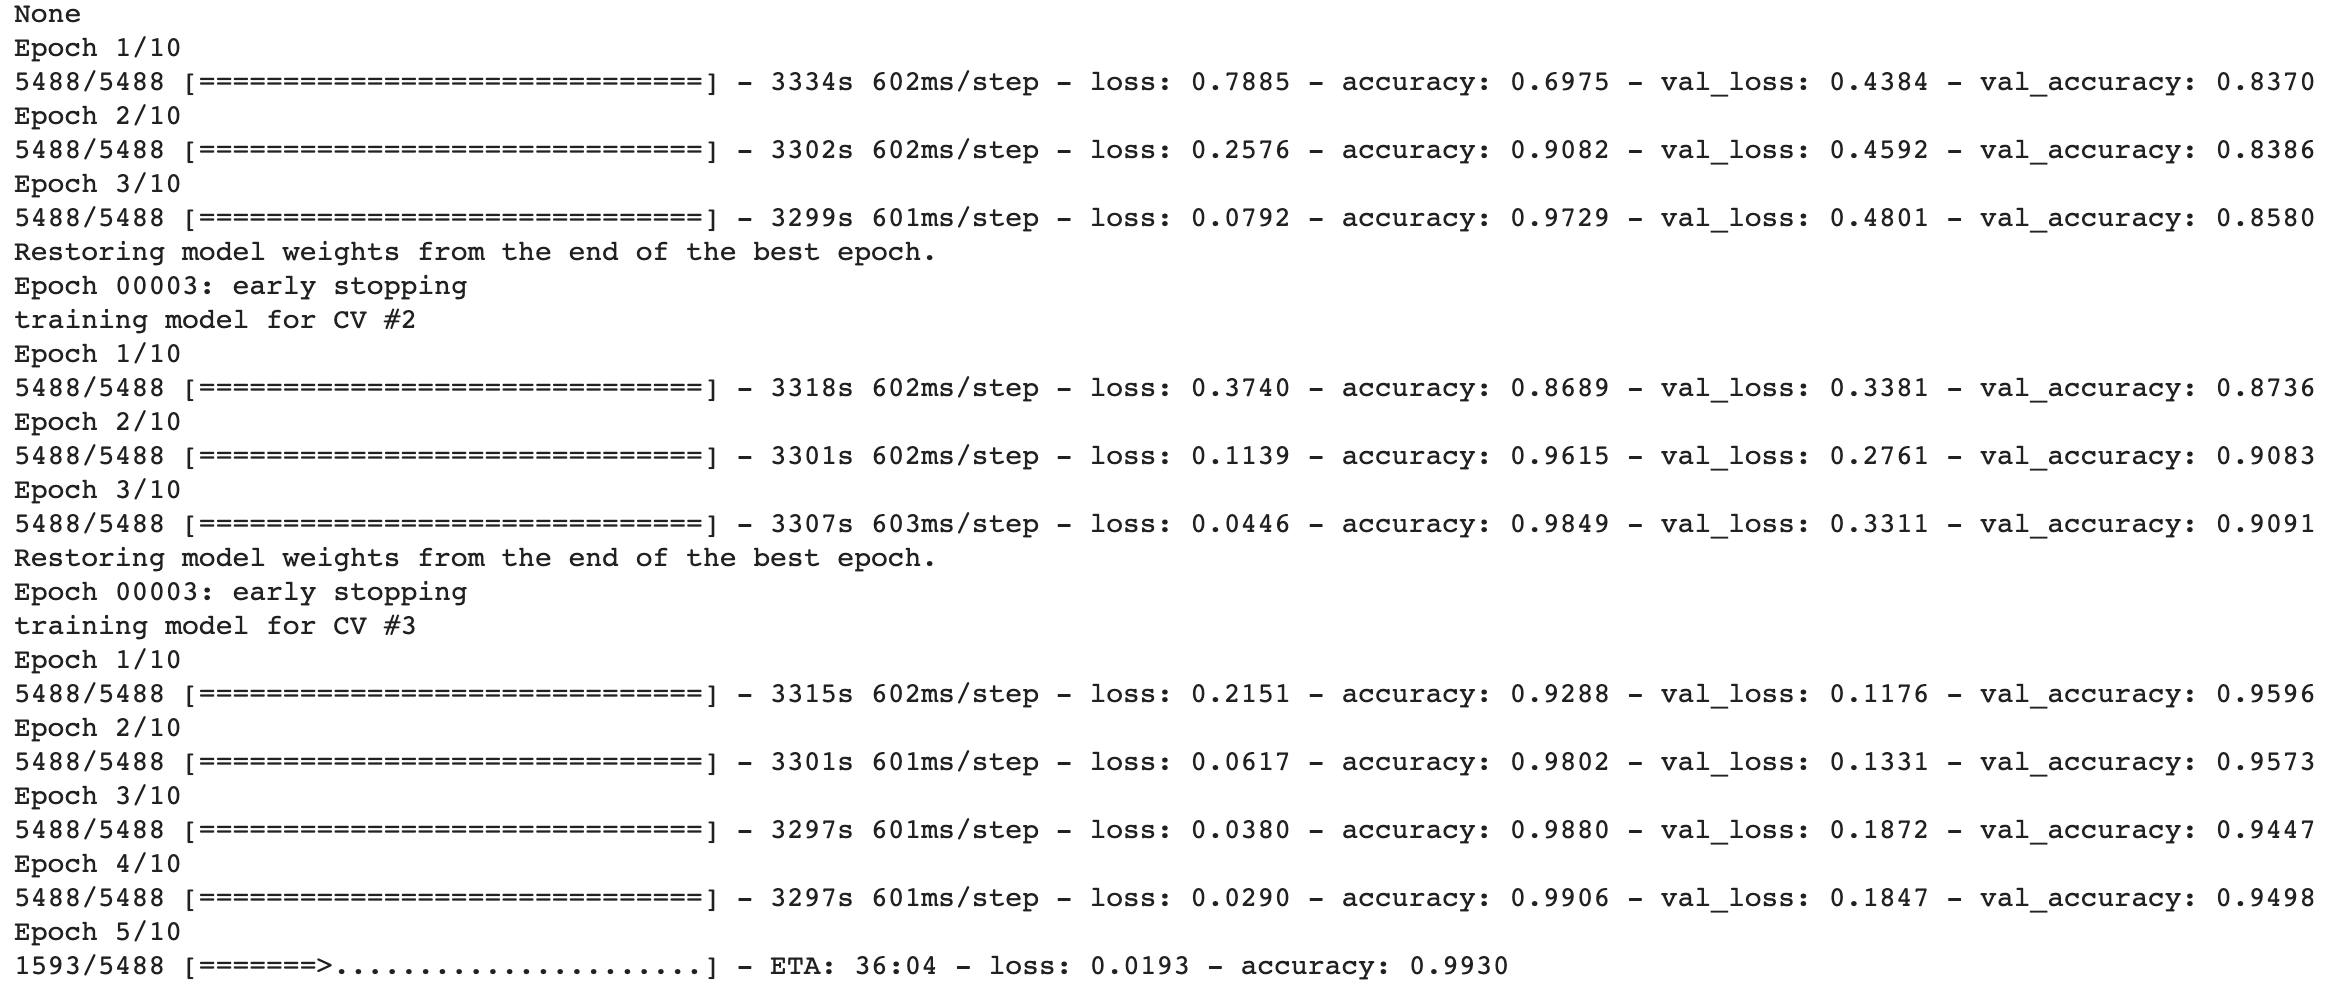 None
Epoch 1/10
5488/5488 [==============================] - 3334s 602ms/step - loss: 0.7885 - accuracy: 0.6975 - val_loss: 0.4384 - val_accuracy: 0.8370
Epoch 2/10
5488/5488 [==============================] - 3302s 602ms/step - loss: 0.2576 - accuracy: 0.9082 - val_loss: 0.4592 - val_accuracy: 0.8386
Epoch 3/10
5488/5488 [==============================] - 3299s 601ms/step - loss: 0.0792 - accuracy: 0.9729 - val_loss: 0.4801 - val_accuracy: 0.8580
Restoring model weights from the end of the best epoch.
Epoch 00003: early stopping
training model for CV #2
Epoch 1/10
5488/5488 [==============================] - 3318s 602ms/step - loss: 0.3740 - accuracy: 0.8689 - val_loss: 0.3381 - val_accuracy: 0.8736
Epoch 2/10
5488/5488 [==============================] - 3301s 602ms/step - loss: 0.1139 - accuracy: 0.9615 - val_loss: 0.2761 - val_accuracy: 0.9083
Epoch 3/10
5488/5488 [==============================] - 3307s 603ms/step - loss: 0.0446 - accuracy: 0.9849 - val_loss: 0.3311 - val_accuracy: 0.9091
Restoring model weights from the end of the best epoch.
Epoch 00003: early stopping
training model for CV #3
Epoch 1/10
5488/5488 [==============================] - 3315s 602ms/step - loss: 0.2151 - accuracy: 0.9288 - val_loss: 0.1176 - val_accuracy: 0.9596
Epoch 2/10
5488/5488 [==============================] - 3301s 601ms/step - loss: 0.0617 - accuracy: 0.9802 - val_loss: 0.1331 - val_accuracy: 0.9573
Epoch 3/10
5488/5488 [==============================] - 3297s 601ms/step - loss: 0.0380 - accuracy: 0.9880 - val_loss: 0.1872 - val_accuracy: 0.9447
Epoch 4/10
5488/5488 [==============================] - 3297s 601ms/step - loss: 0.0290 - accuracy: 0.9906 - val_loss: 0.1847 - val_accuracy: 0.9498
Epoch 5/10
1593/5488 [=======>......................] - ETA: 36:04 - loss: 0.0193 - accuracy: 0.9930